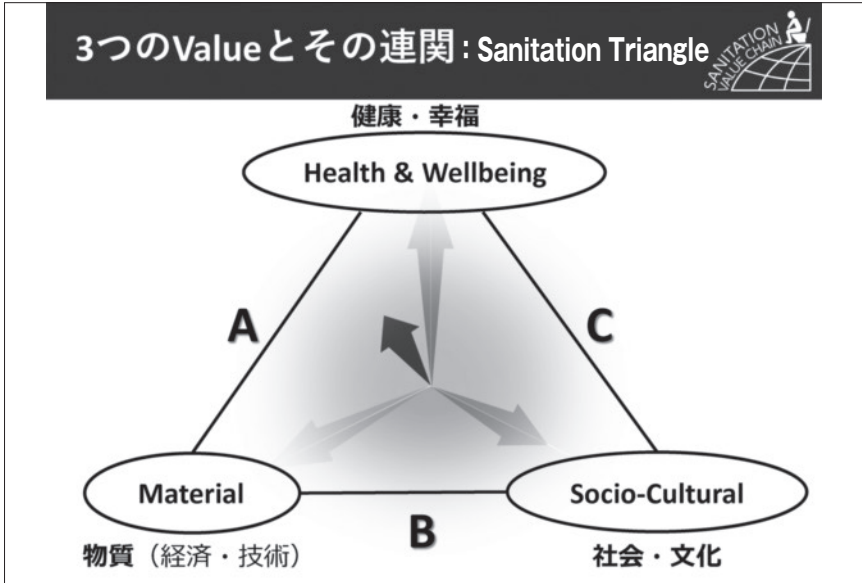 3つのValueとその連関：Sanitation Triangle
SANITATION
VALUE CHAIN
健康・幸福
Health & Wellbeing
A
C
Material
Socio-Cultural
B
物質（経済・技術）
社会・文化